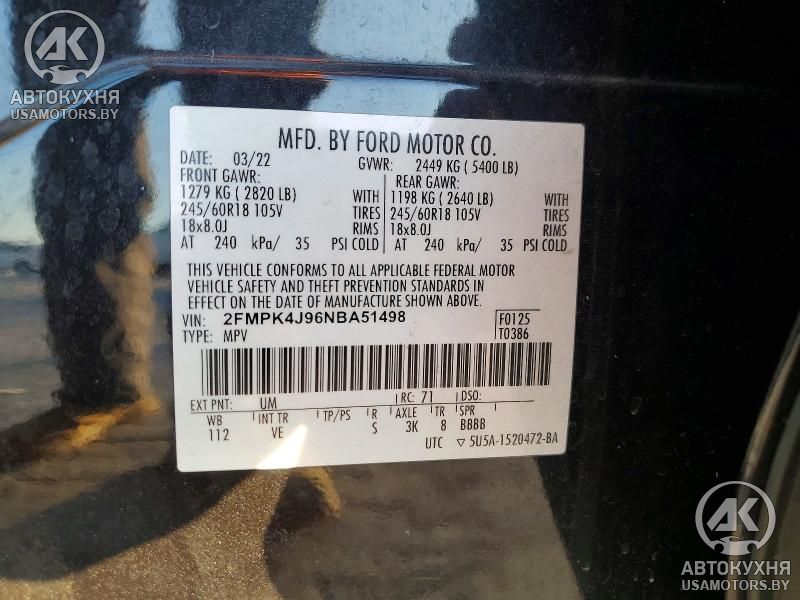 AK
АВТОКУХНЯ
USAMOTORS.BY
MFD. BY FORD MOTOR CO.
DATE: 03/22 GVWR: 2449 KG ( 5400 LB)
FRONT GAWR: REAR GAWR:
1279 KG ( 2820 LB) WITH 1198 KG ( 2640 LB) WITH
245/60R18 105V TIRES 245/60R18 105V TIRES
18x8.0J RIMS 18x8.0J RIMS
AT 240 kPa/ 35 PSI COLD AT 240 kPa/ 35 PSI COLD
THIS VEHICLE CONFORMS TO ALL APPLICABLE FEDERAL MOTOR
VEHICLE SAFETY AND THEFT PREVENTION STANDARDS IN
EFFECT ON THE DATE OF MANUFACTURE SHOWN ABOVE.
VIN: 2FMPK4J96NBA51498 F0125
TYPE: MPV T0386
EXT PNT: UM RC: 71 DSO:
WB INT TR TP/PS R AXLE TR SPR
112 VE S 3K 8 BBBB
UTC ▽ 5U5A-1520472-BA
AK
АВТОКУХНЯ
USAMOTORS.BY